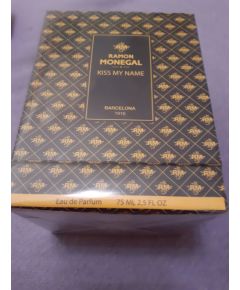 RAMON
MONEGAL
KISS MY NAME
BARCELONA
1916
Eau de Parfum 75 ML 2,5 FL OZ.